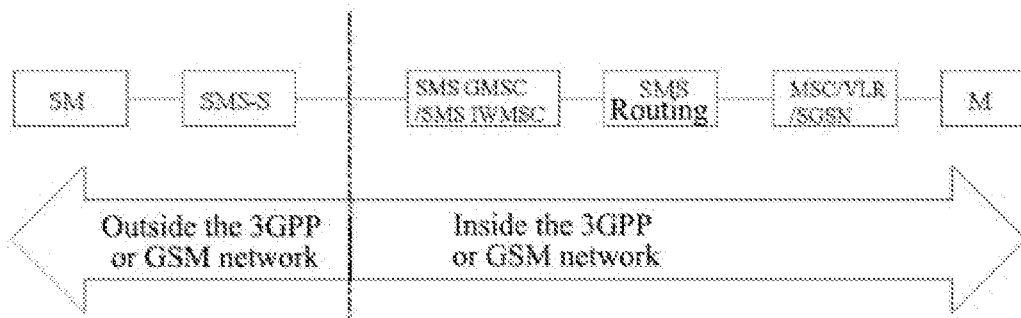 SM
SMS-S
SMS GMSC
/SMS IWMSC
SMS
Routing
MSC/VLR
/SGSN
M
Outside the 3GPP
or GSM network
Inside the 3GPP
or GSM network